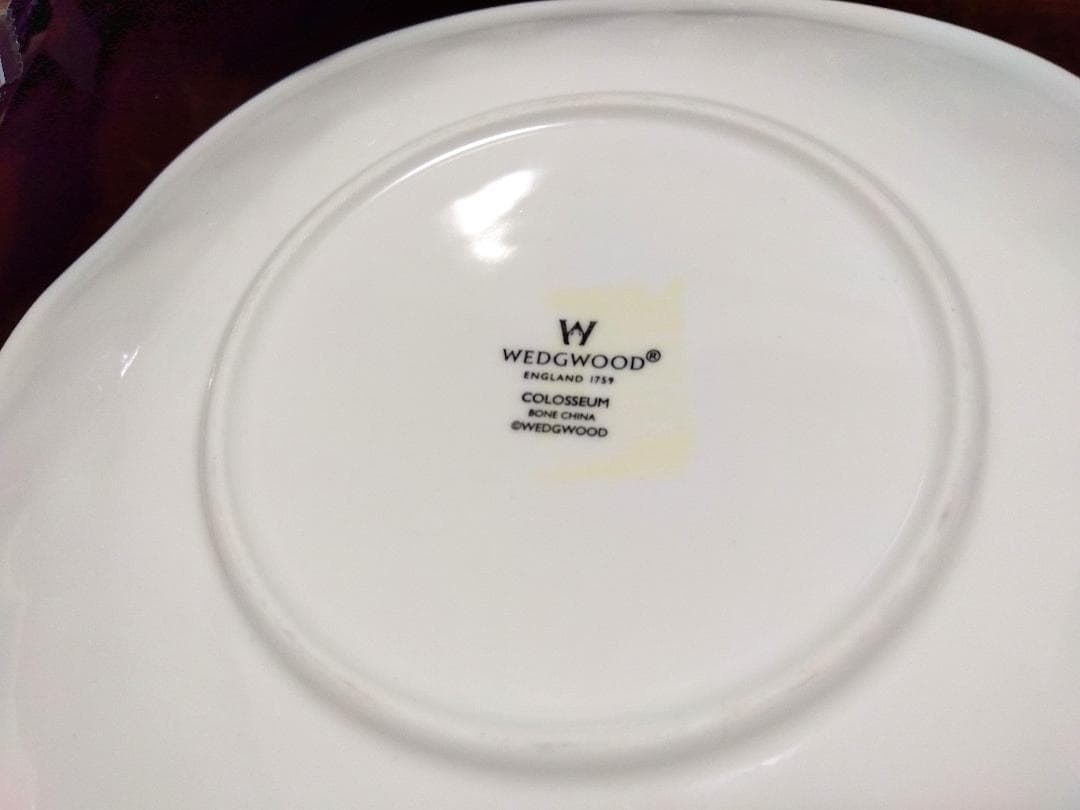 W
WEDGWOOD®
ENGLAND 1759
COLOSSEUM
BONE CHINA
©WEDGWOOD